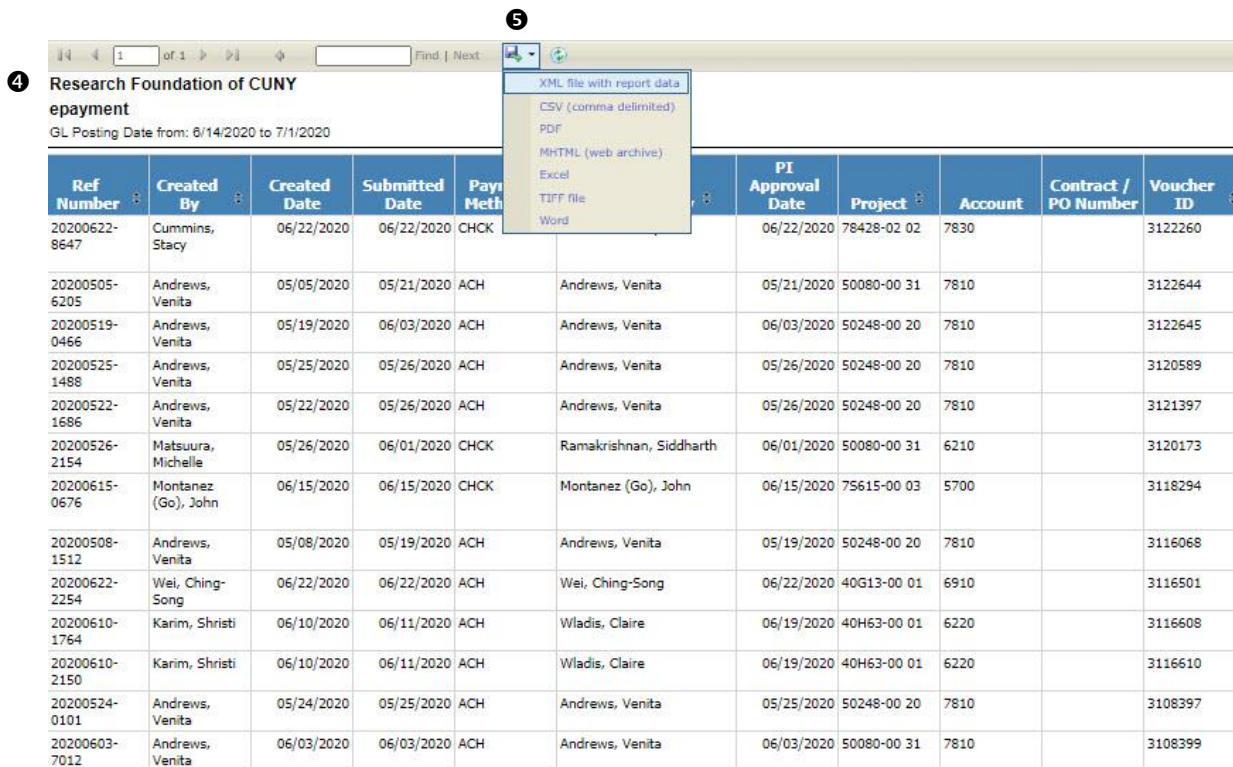 ❺
1 of 1 Find | Next
❹ Research Foundation of CUNY
epayment
GL Posting Date from: 6/14/2020 to 7/1/2020
XML file with report data
CSV (comma delimited)
PDF
MHTML (web archive)
Excel
TIFF file
Word
Ref Number Created By Created Date Submitted Date PI Approval Date Project Account Contract / PO Number Voucher ID
20200622- Cummins, 06/22/2020 06/22/2020 CHCK 06/22/2020 78428-02 02 7830 3122260
8647 Stacy
20200505- Andrews, 05/05/2020 05/21/2020 ACH Andrews, Venita 05/21/2020 50080-00 31 7810 3122644
6205 Venita
20200519- Andrews, 05/19/2020 06/03/2020 ACH Andrews, Venita 06/03/2020 50248-00 20 7810 3122645
0466 Venita
20200525- Andrews, 05/25/2020 05/26/2020 ACH Andrews, Venita 05/26/2020 50248-00 20 7810 3120589
1488 Venita
20200522- Andrews, 05/22/2020 05/26/2020 ACH Andrews, Venita 05/26/2020 50248-00 20 7810 3121397
1686 Venita
20200526- Matsuura, 05/26/2020 06/01/2020 CHCK Ramakrishnan, Siddharth 06/01/2020 50080-00 31 6210 3120173
2154 Michelle
20200615- Montanez 06/15/2020 06/15/2020 CHCK Montanez (Go), John 06/15/2020 7S615-00 03 5700 3118294
0676 (Go), John
20200508- Andrews, 05/08/2020 05/19/2020 ACH Andrews, Venita 05/19/2020 50248-00 20 7810 3116068
1512 Venita
20200622- Wei, Ching- 06/22/2020 06/22/2020 ACH Wei, Ching-Song 06/22/2020 40G13-00 01 6910 3116501
2254 Song
20200610- Karim, Shristi 06/10/2020 06/11/2020 ACH Wladis, Claire 06/19/2020 40H63-00 01 6220 3116608
1764
20200610- Karim, Shristi 06/10/2020 06/11/2020 ACH Wladis, Claire 06/19/2020 40H63-00 01 6220 3116610
2150
20200524- Andrews, 05/24/2020 05/25/2020 ACH Andrews, Venita 05/25/2020 50248-00 20 7810 3108397
0101 Venita
20200603- Andrews, 06/03/2020 06/03/2020 ACH Andrews, Venita 06/03/2020 50080-00 31 7810 3108399
7012 Venita